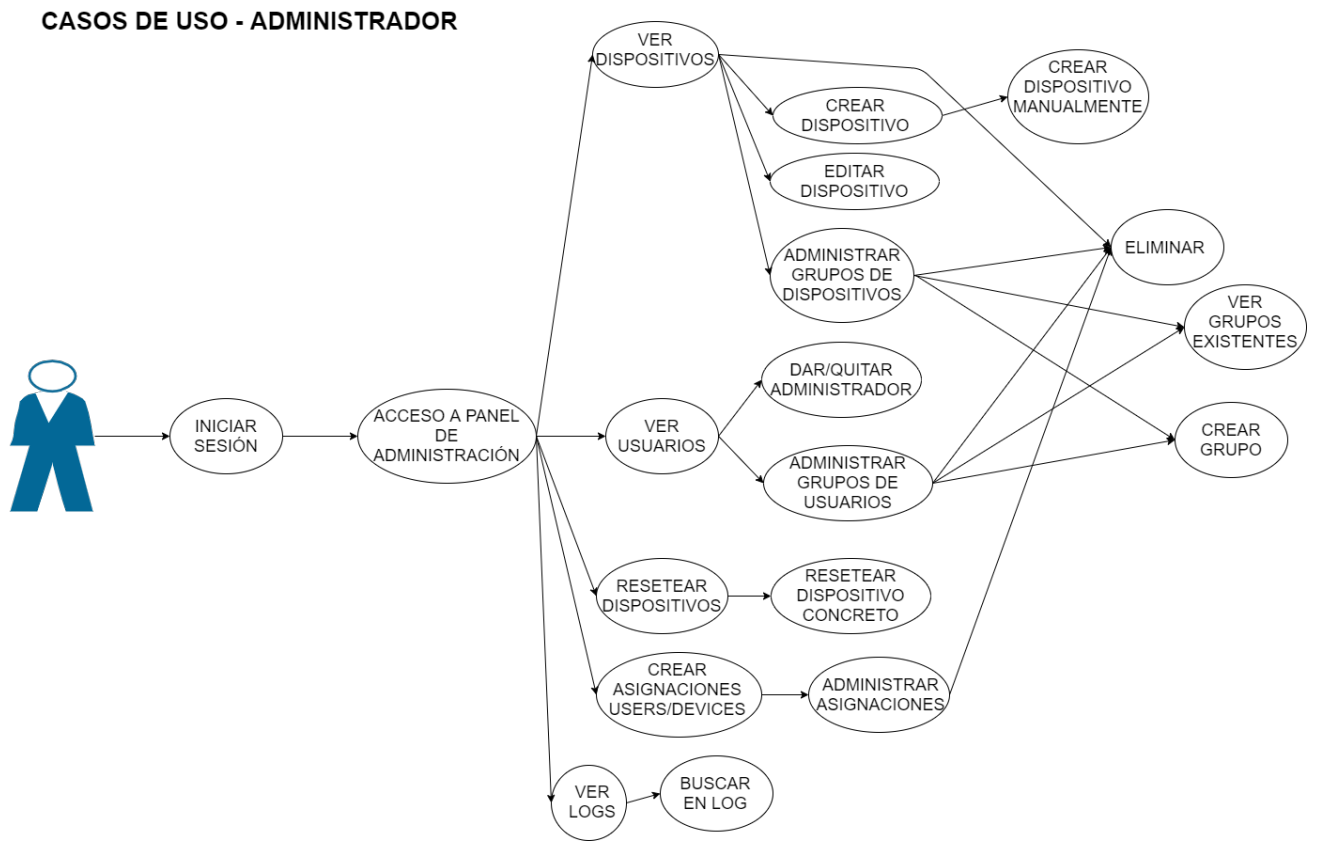 CASOS DE USO - ADMINISTRADOR
VER
DISPOSITIVOS
CREAR
DISPOSITIVO
MANUALMENTE
CREAR
DISPOSITIVO
EDITAR
DISPOSITIVO
ADMINISTRAR
GRUPOS DE
DISPOSITIVOS
ELIMINAR
VER
GRUPOS
EXISTENTES
DAR/QUITAR
ADMINISTRADOR
INICIAR
SESIÓN
ACCESO A PANEL
DE
ADMINISTRACIÓN
VER
USUARIOS
ADMINISTRAR
GRUPOS DE
USUARIOS
CREAR
GRUPO
RESETEAR
DISPOSITIVOS
RESETEAR
DISPOSITIVO
CONCRETO
CREAR
ASIGNACIONES
USERS/DEVICES
ADMINISTRAR
ASIGNACIONES
VER
LOGS
BUSCAR
EN LOG